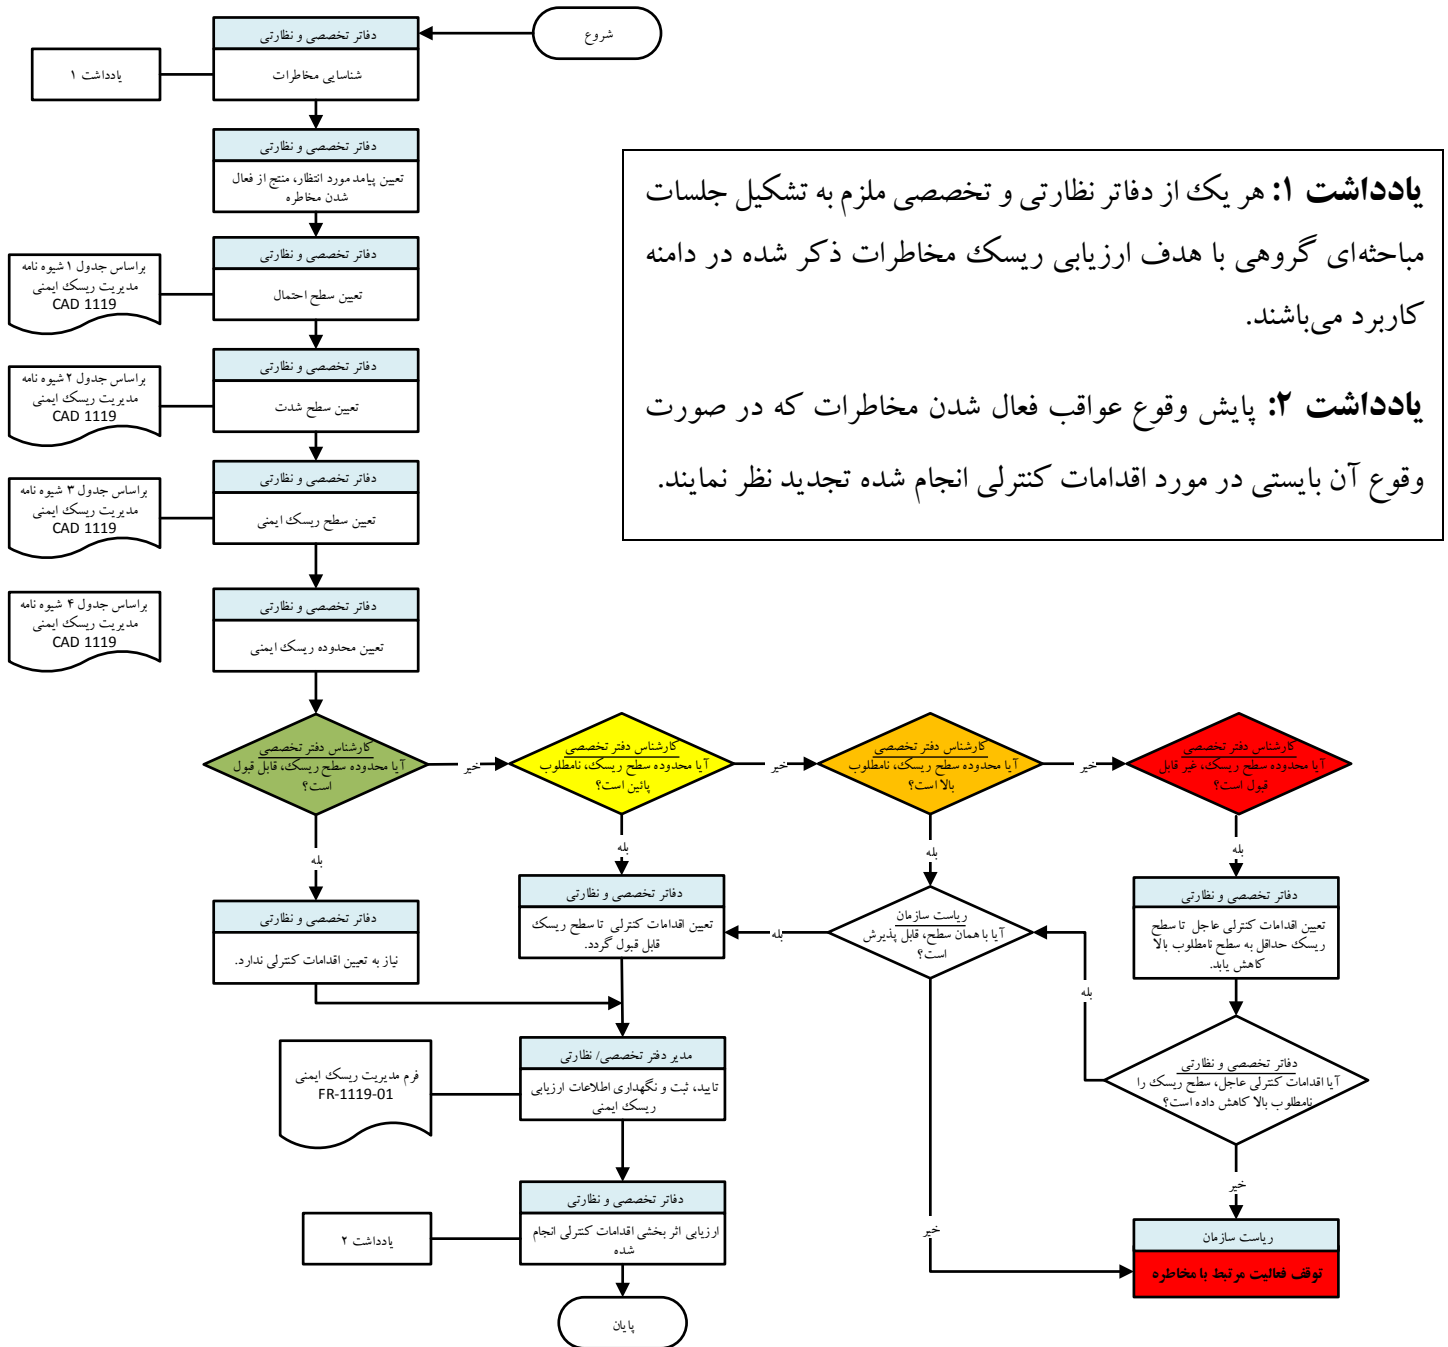 شروع
دفاتر تخصصی و نظارتی
شناسایی مخاطرات
یادداشت ۱
دفاتر تخصصی و نظارتی
تعیین پیامد مورد انتظار، منتج از فعال
شدن مخاطره
یادداشت ۱: هر یک از دفاتر نظارتی و تخصصی ملزم به تشکیل جلسات
مباحثه‌ای گروهی با هدف ارزیابی ریسک مخاطرات ذکر شده در دامنه
کاربرد می‌باشند.
یادداشت ۲: پایش وقوع عواقب فعال شدن مخاطرات که در صورت
وقوع آن بایستی در مورد اقدامات کنترلی انجام شده تجدید نظر نمایند.
دفاتر تخصصی و نظارتی
تعیین سطح احتمال
براساس جدول ۱ شیوه نامه
مدیریت ریسک ایمنی
CAD 1119
دفاتر تخصصی و نظارتی
تعیین سطح شدت
براساس جدول ۲ شیوه نامه
مدیریت ریسک ایمنی
CAD 1119
دفاتر تخصصی و نظارتی
تعیین سطح ریسک ایمنی
براساس جدول ۳ شیوه نامه
مدیریت ریسک ایمنی
CAD 1119
دفاتر تخصصی و نظارتی
تعیین محدوده ریسک ایمنی
براساس جدول ۴ شیوه نامه
مدیریت ریسک ایمنی
CAD 1119
کارشناس دفتر تخصصی
آیا محدوده سطح ریسک، قابل قبول
است؟
خیر
کارشناس دفتر تخصصی
آیا محدوده سطح ریسک، نامطلوب
پائین است؟
خیر
کارشناس دفتر تخصصی
آیا محدوده سطح ریسک، نامطلوب
بالا است؟
خیر
کارشناس دفتر تخصصی
آیا محدوده سطح ریسک، غیر قابل
قبول است؟
بله
بله
بله
بله
دفاتر تخصصی و نظارتی
نیاز به تعیین اقدامات کنترلی ندارد.
دفاتر تخصصی و نظارتی
تعیین اقدامات کنترلی تا سطح ریسک
قابل قبول گردد.
بله
ریاست سازمان
آیا با همان سطح، قابل پذیرش
است؟
دفاتر تخصصی و نظارتی
تعیین اقدامات کنترلی عاجل تا سطح
ریسک حداقل به سطح نامطلوب بالا
کاهش یابد.
بله
دفاتر تخصصی و نظارتی
آیا اقدامات کنترلی عاجل، سطح ریسک را
نامطلوب بالا کاهش داده است؟
مدیر دفتر تخصصی/ نظارتی
تایید، ثبت و نگهداری اطلاعات ارزیابی
ریسک ایمنی
فرم مدیریت ریسک ایمنی
FR-1119-01
خیر
خیر
دفاتر تخصصی و نظارتی
ارزیابی اثر بخشی اقدامات کنترلی انجام
شده
یادداشت ۲
ریاست سازمان
توقف فعالیت مرتبط با مخاطره
پایان